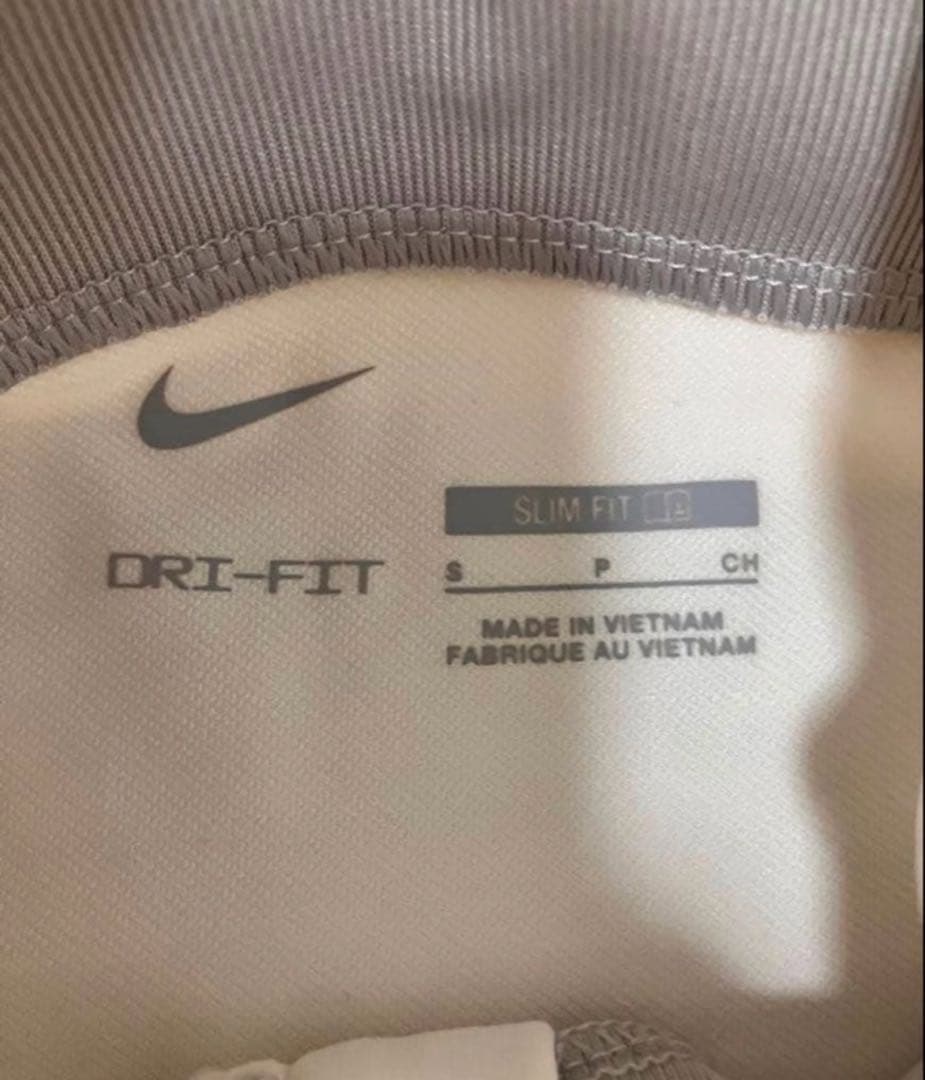 SLIM FIT
DRI-FIT
S P CH
MADE IN VIETNAM
FABRIQUE AU VIETNAM